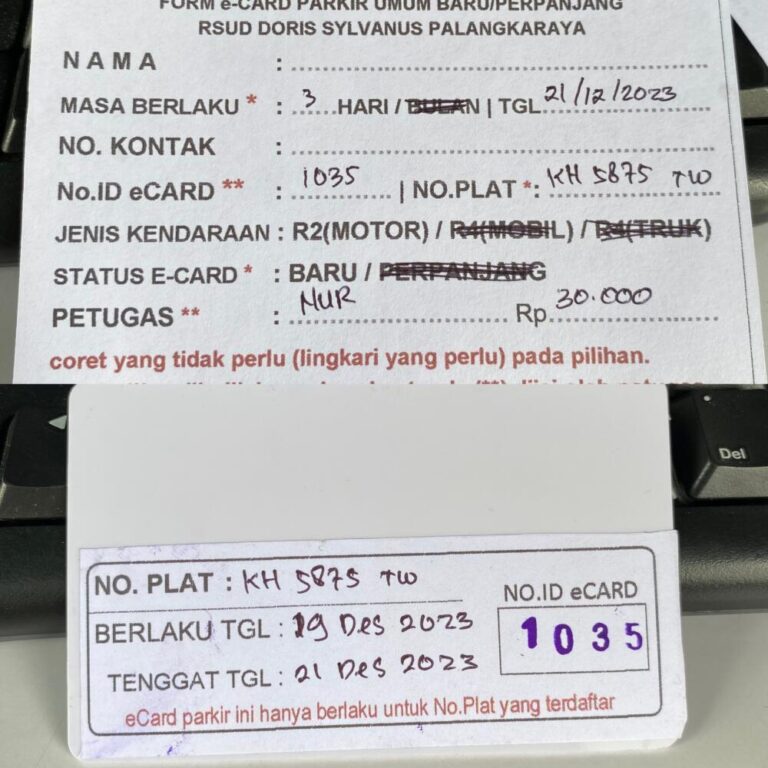 FORM e-CARD PARKIR UMUM BARU/PERPANJANG
RSUD DORIS SYLVANUS PALANGKARAYA
NAMA :
MASA BERLAKU * : 3 HARI / BULAN | TGL 21/12/2023
NO. KONTAK :
No.ID eCARD ** : 1035 | NO.PLAT *: KH 5875 TW
JENIS KENDARAAN : R2(MOTOR) / R4(MOBIL) / R4(TRUK)
STATUS E-CARD * : BARU / PERPANJANG
PETUGAS ** : NUR Rp 30.000
coret yang tidak perlu (lingkari yang perlu) pada pilihan.
Del
NO. PLAT : KH 5875 TW
NO.ID eCARD
BERLAKU TGL : 19 Des 2023
1035
TENGGAT TGL : 21 Des 2023
eCard parkir ini hanya berlaku untuk No.Plat yang terdaftar